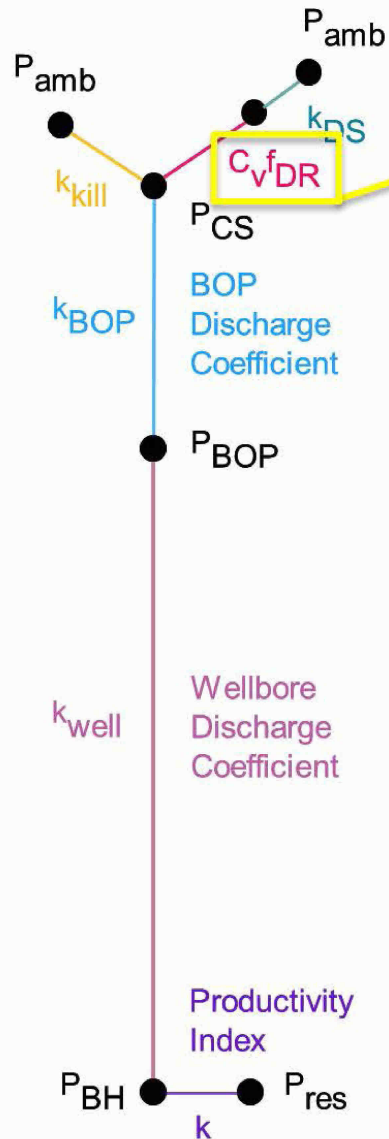 P_amb
P_amb
k_DS
k_kill
C_v f_DR
P_CS
k_BOP
BOP
Discharge
Coefficient
P_BOP
k_well
Wellbore
Discharge
Coefficient
Productivity
Index
P_BH
P_res
k